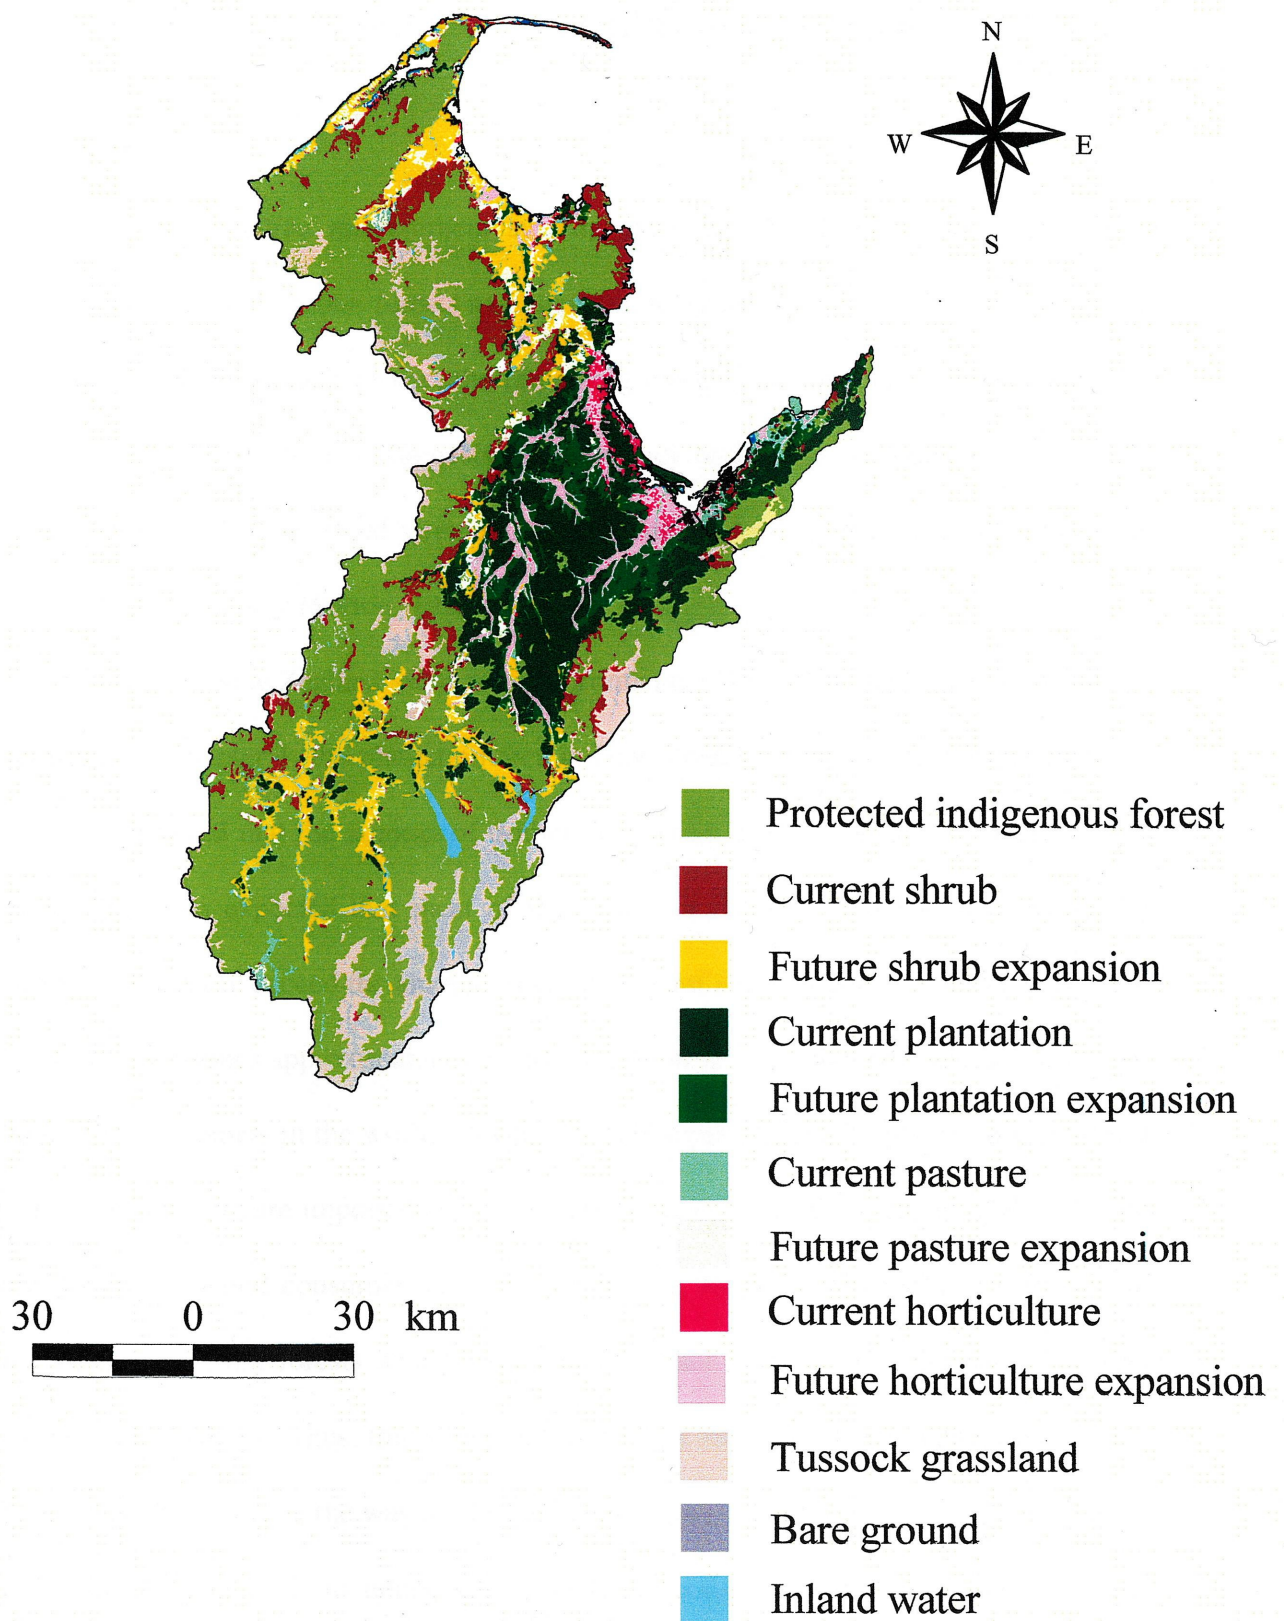 N
W E
S
Protected indigenous forest
Current shrub
Future shrub expansion
Current plantation
Future plantation expansion
Current pasture
Future pasture expansion
30 0 30 km
Current horticulture
Future horticulture expansion
Tussock grassland
Bare ground
Inland water